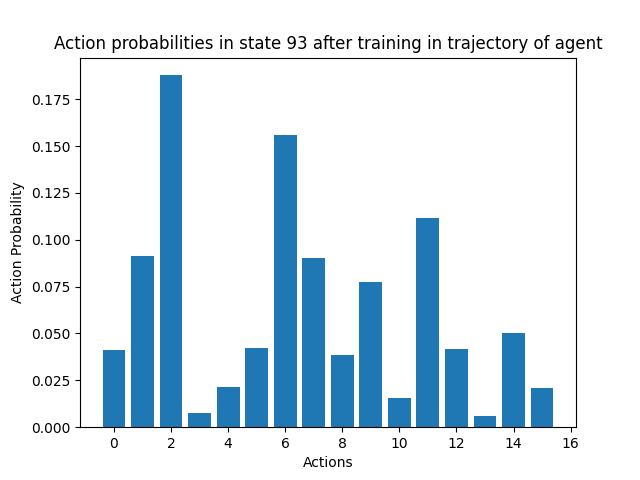 Action probabilities in state 93 after training in trajectory of agent
0.175
0.150
0.125
0.100
0.075
0.050
0.025
0.000
Action Probability
0 2 4 6 8 10 12 14 16
Actions